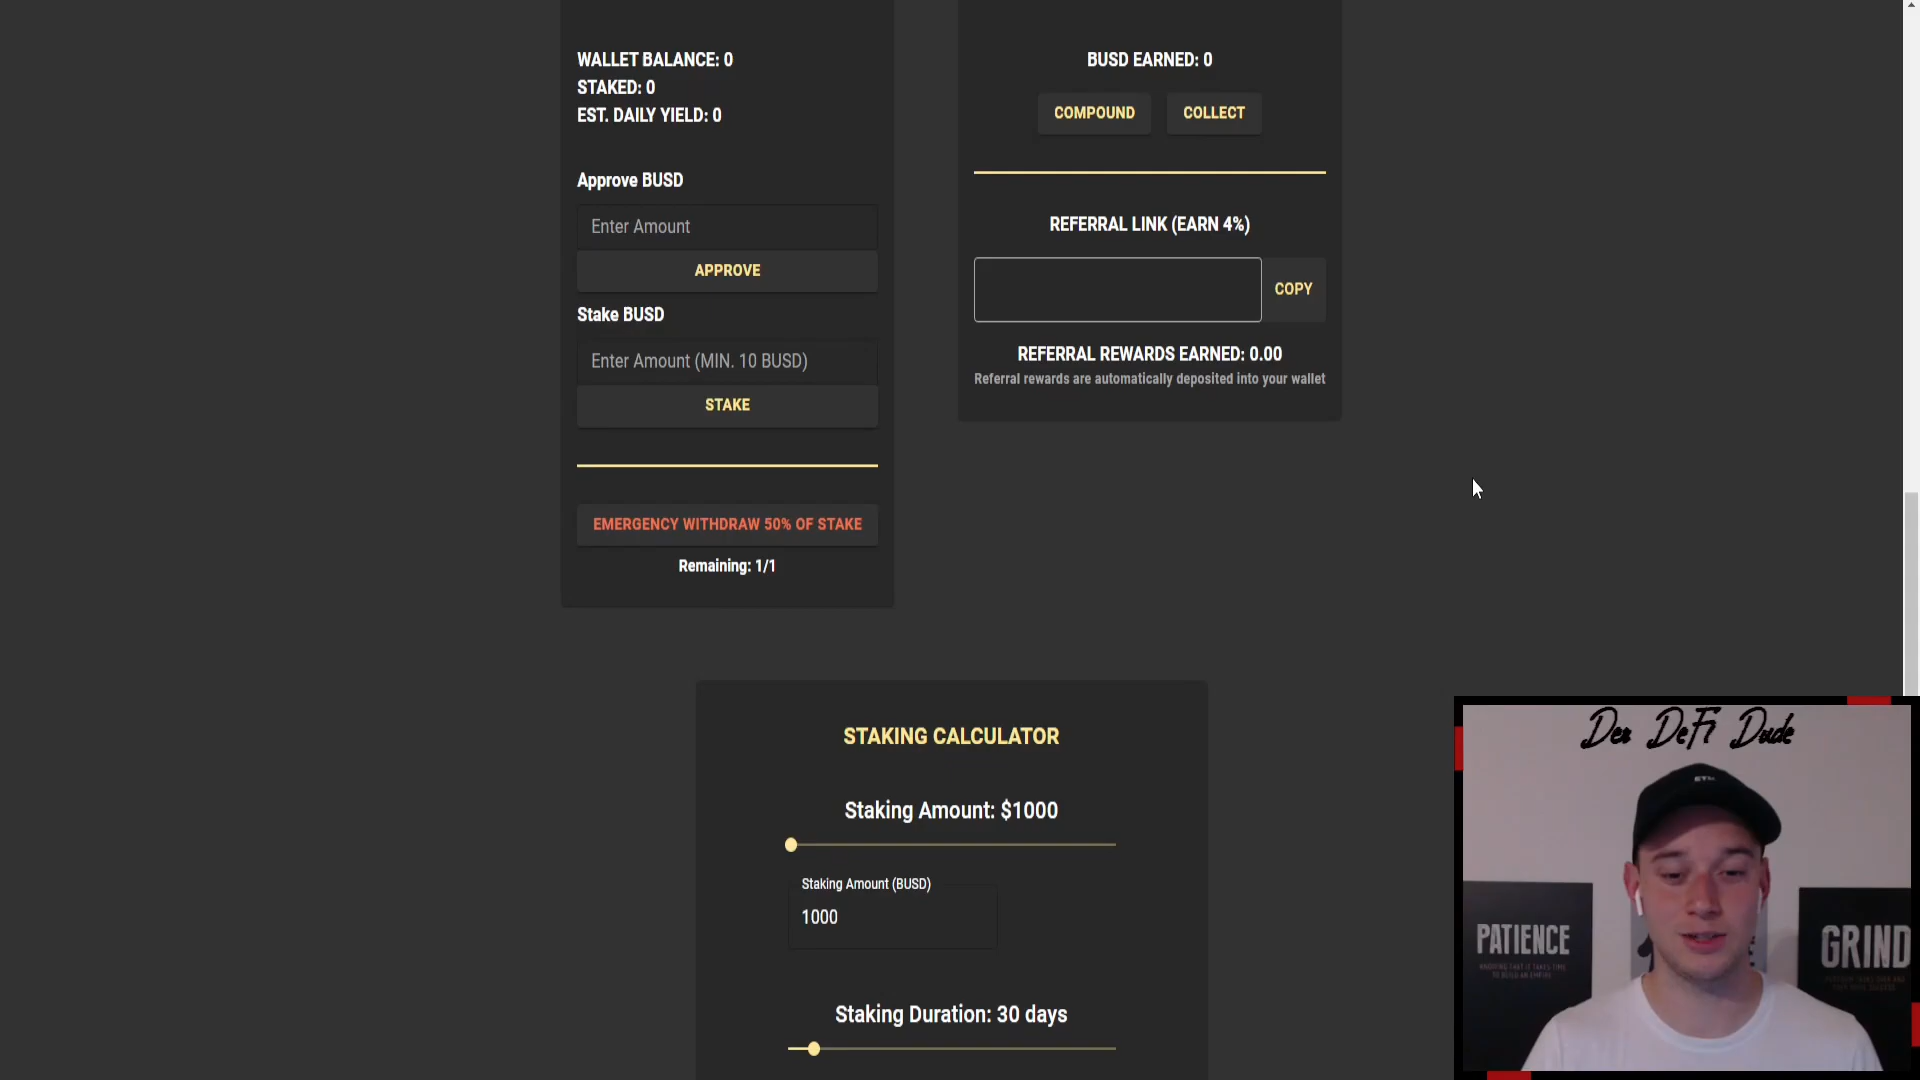 WALLET BALANCE: 0
STAKED: 0
EST. DAILY YIELD: 0
Approve BUSD
Enter Amount
APPROVE
Stake BUSD
Enter Amount (MIN. 10 BUSD)
STAKE
EMERGENCY WITHDRAW 50% OF STAKE
Remaining: 1/1
BUSD EARNED: 0
COMPOUND COLLECT
REFERRAL LINK (EARN 4%)
COPY
REFERRAL REWARDS EARNED: 0.00
Referral rewards are automatically deposited into your wallet
STAKING CALCULATOR
Staking Amount: $1000
Staking Amount (BUSD)
1000
Staking Duration: 30 days
Der DeFi Dude
PATIENCE
GRIND